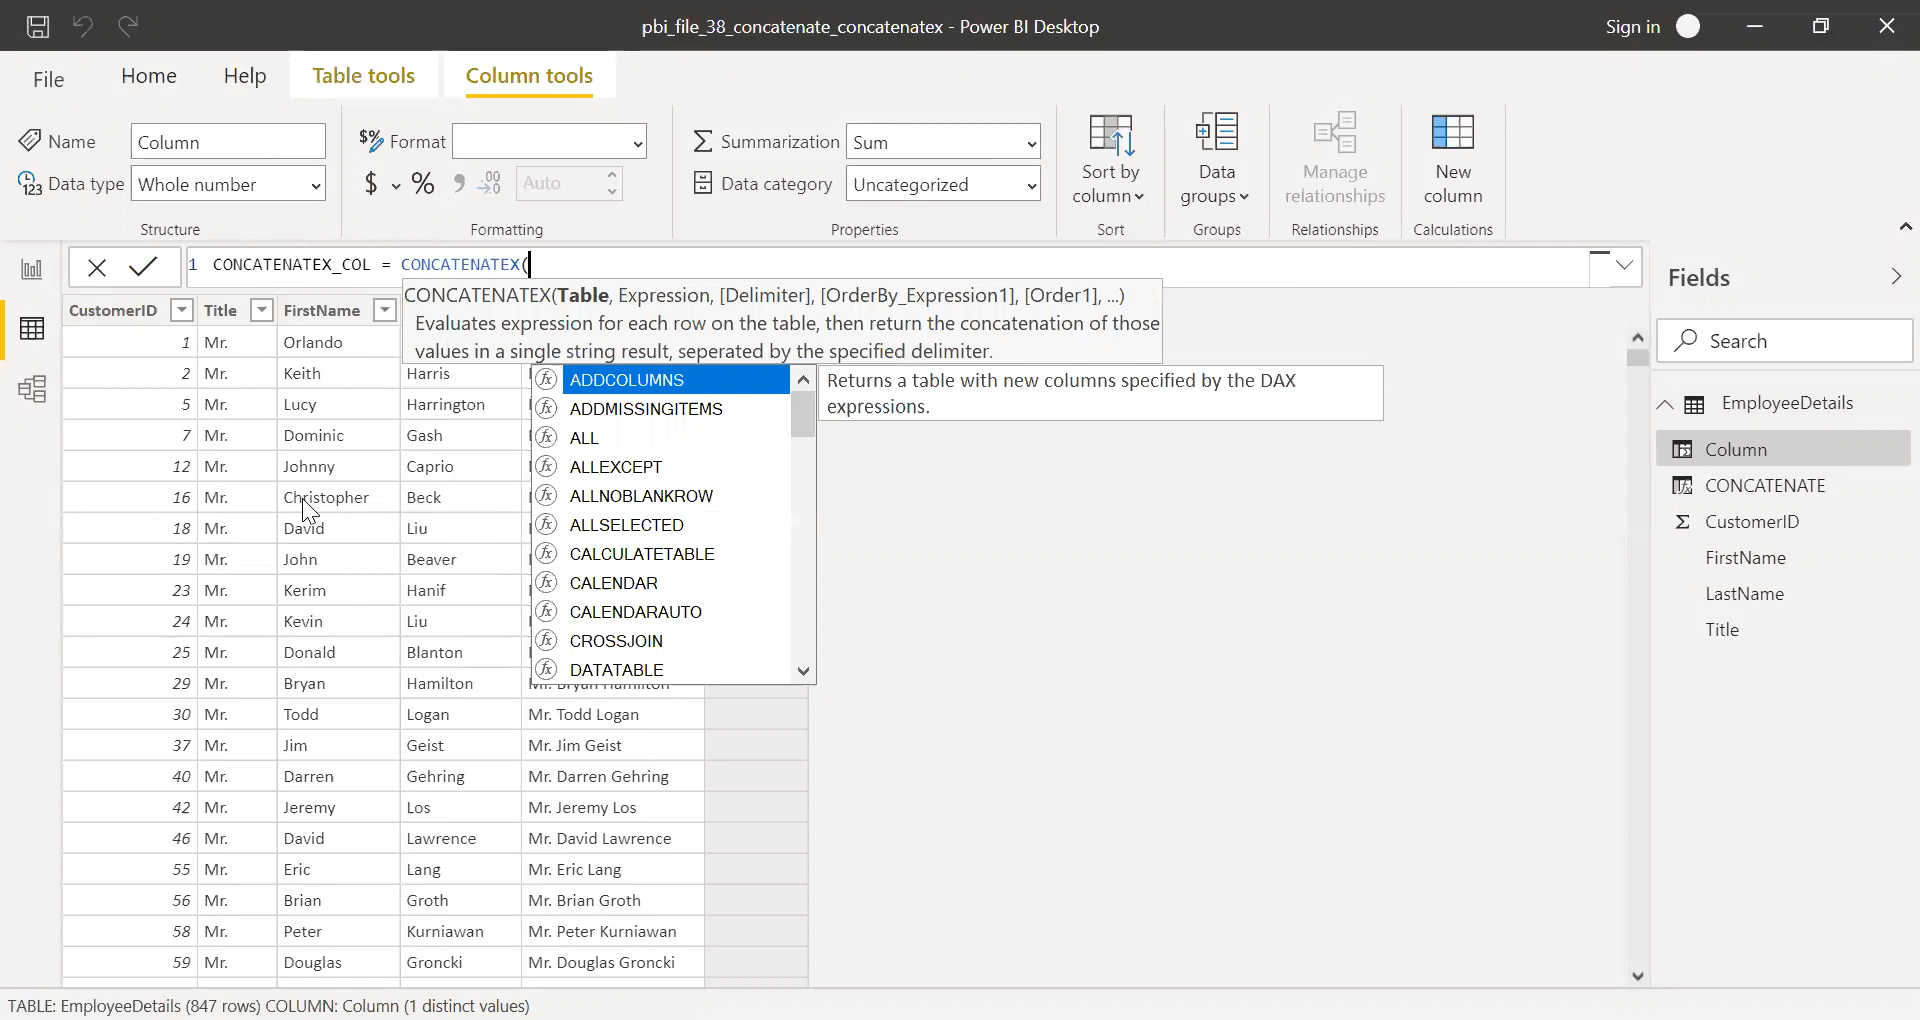 pbi_file_38_concatenate_concatenatex - Power BI Desktop
Sign in
File
Home
Help
Table tools
Column tools
Name
Column
Data type
Whole number
Structure
$% Format
$
%
Auto
Formatting
Summarization
Sum
Data category
Uncategorized
Properties
Sort by
column
Sort
Data
groups
Groups
Manage
relationships
Relationships
New
column
Calculations
1 CONCATENATEX_COL = CONCATENATEX(
CONCATENATEX(Table, Expression, [Delimiter], [OrderBy_Expression1], [Order1], ...)
Evaluates expression for each row on the table, then return the concatenation of those
values in a single string result, seperated by the specified delimiter.
ADDCOLUMNS
ADDMISSINGITEMS
ALL
ALLEXCEPT
ALLNOBLANKROW
ALLSELECTED
CALCULATETABLE
CALENDAR
CALENDARAUTO
CROSSJOIN
DATATABLE
Returns a table with new columns specified by the DAX
expressions.
CustomerID Title FirstName
1 Mr. Orlando
2 Mr. Keith Harris
5 Mr. Lucy Harrington
7 Mr. Dominic Gash
12 Mr. Johnny Caprio
16 Mr. Christopher Beck
18 Mr. David Liu
19 Mr. John Beaver
23 Mr. Kerim Hanif
24 Mr. Kevin Liu
25 Mr. Donald Blanton
29 Mr. Bryan Hamilton Mr. Bryan Hamilton
30 Mr. Todd Logan Mr. Todd Logan
37 Mr. Jim Geist Mr. Jim Geist
40 Mr. Darren Gehring Mr. Darren Gehring
42 Mr. Jeremy Los Mr. Jeremy Los
46 Mr. David Lawrence Mr. David Lawrence
55 Mr. Eric Lang Mr. Eric Lang
56 Mr. Brian Groth Mr. Brian Groth
58 Mr. Peter Kurniawan Mr. Peter Kurniawan
59 Mr. Douglas Groncki Mr. Douglas Groncki
Fields
Search
EmployeeDetails
Column
CONCATENATE
CustomerID
FirstName
LastName
Title
TABLE: EmployeeDetails (847 rows) COLUMN: Column (1 distinct values)